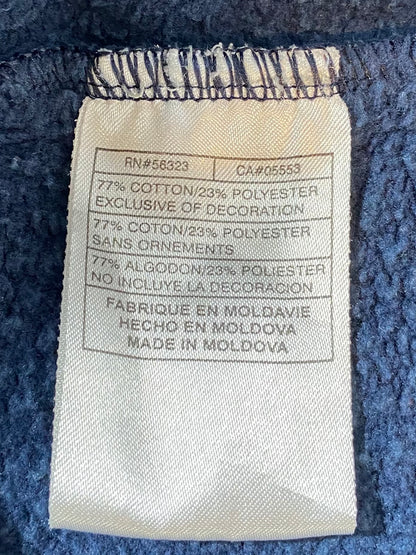 RN#56323 CA#05553
77% COTTON/23% POLYESTER
EXCLUSIVE OF DECORATION
77% COTTON/23% POLYESTER
SANS ORNEMENTS
77% ALGODON/23% POLIESTER
NO INCLUYE LA DECORACION
FABRIQUE EN MOLDAVIE
HECHO EN MOLDOVA
MADE IN MOLDOVA